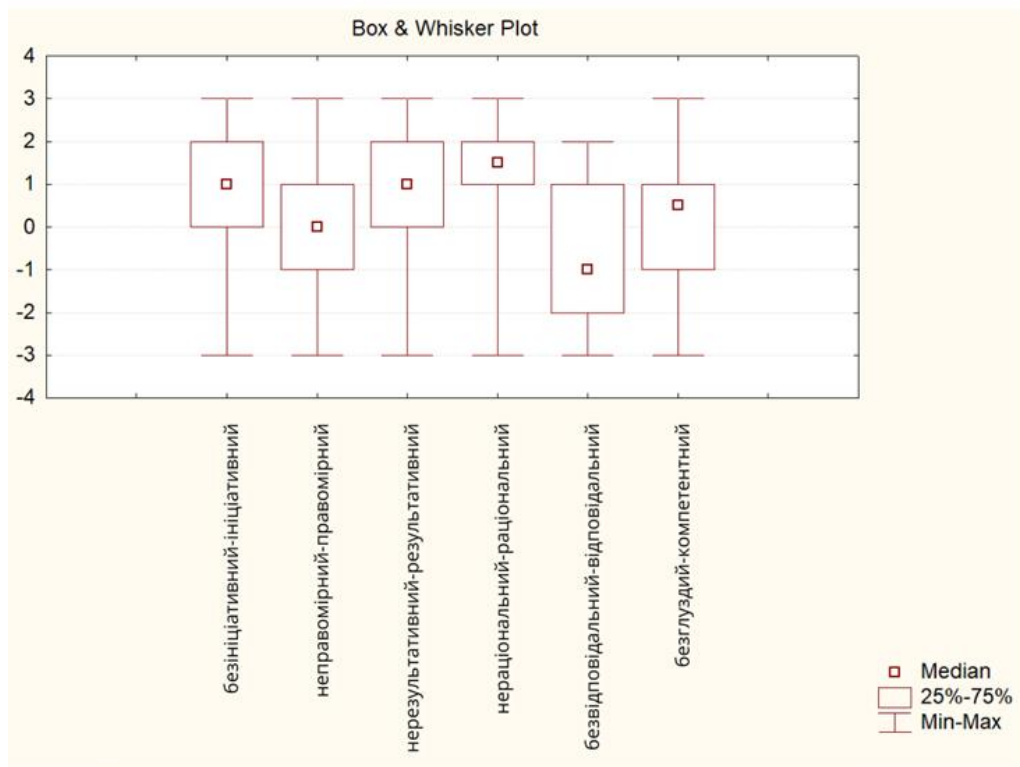 Box & Whisker Plot
4
3
2
1
0
-1
-2
-3
-4
безініціативний-ініціативний
неправомірний-правомірний
нерезультативний-результативний
нераціональний-раціональний
безвідповідальний-відповідальний
безглуздий-компетентний
Median
25%-75%
Min-Max